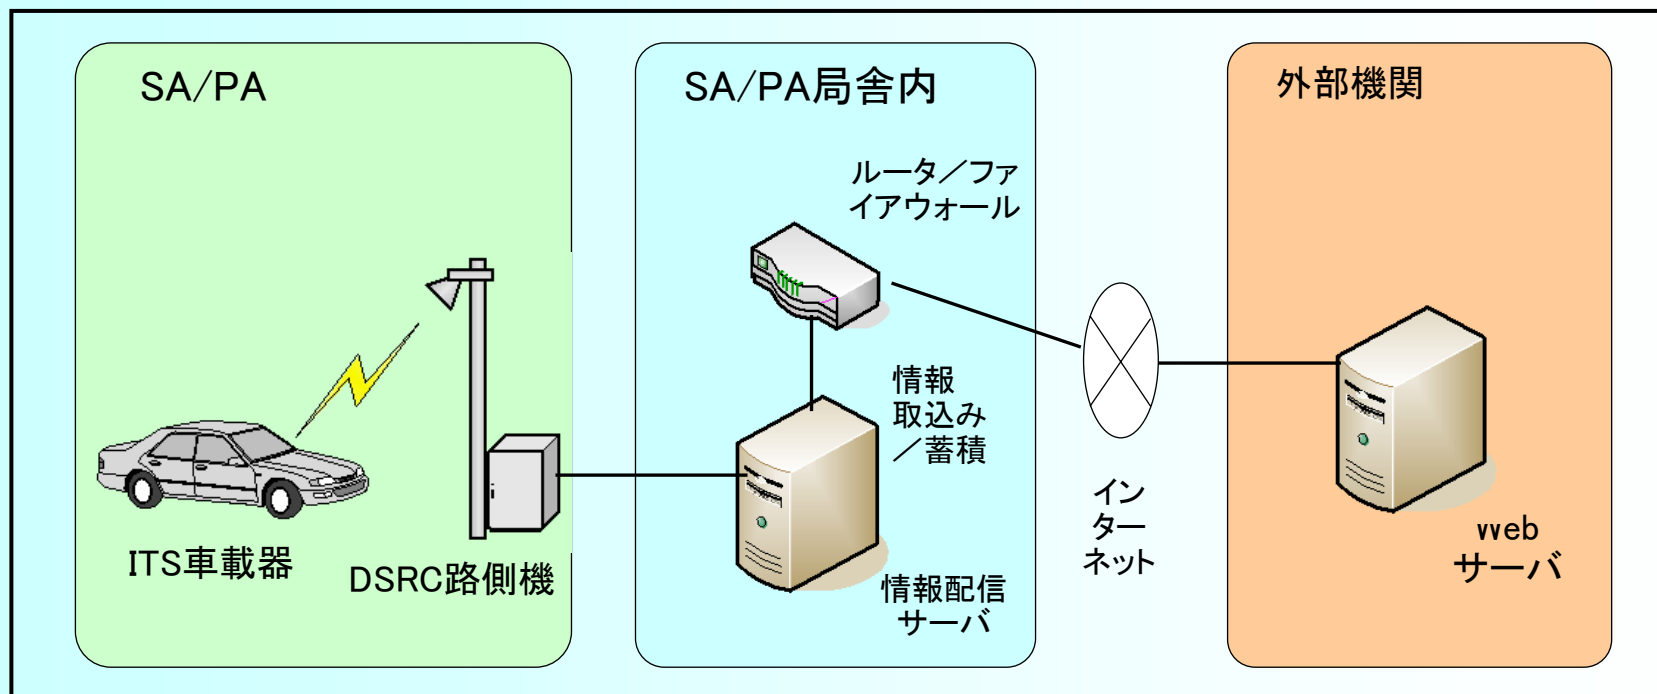 SA/PA
SA/PA局舎内
外部機関
ルータ／ファ
イアウォール
情報
取込み
／蓄積
イン
ター
ネット
ITS車載器
DSRC路側機
情報配信
サーバ
web
サーバ